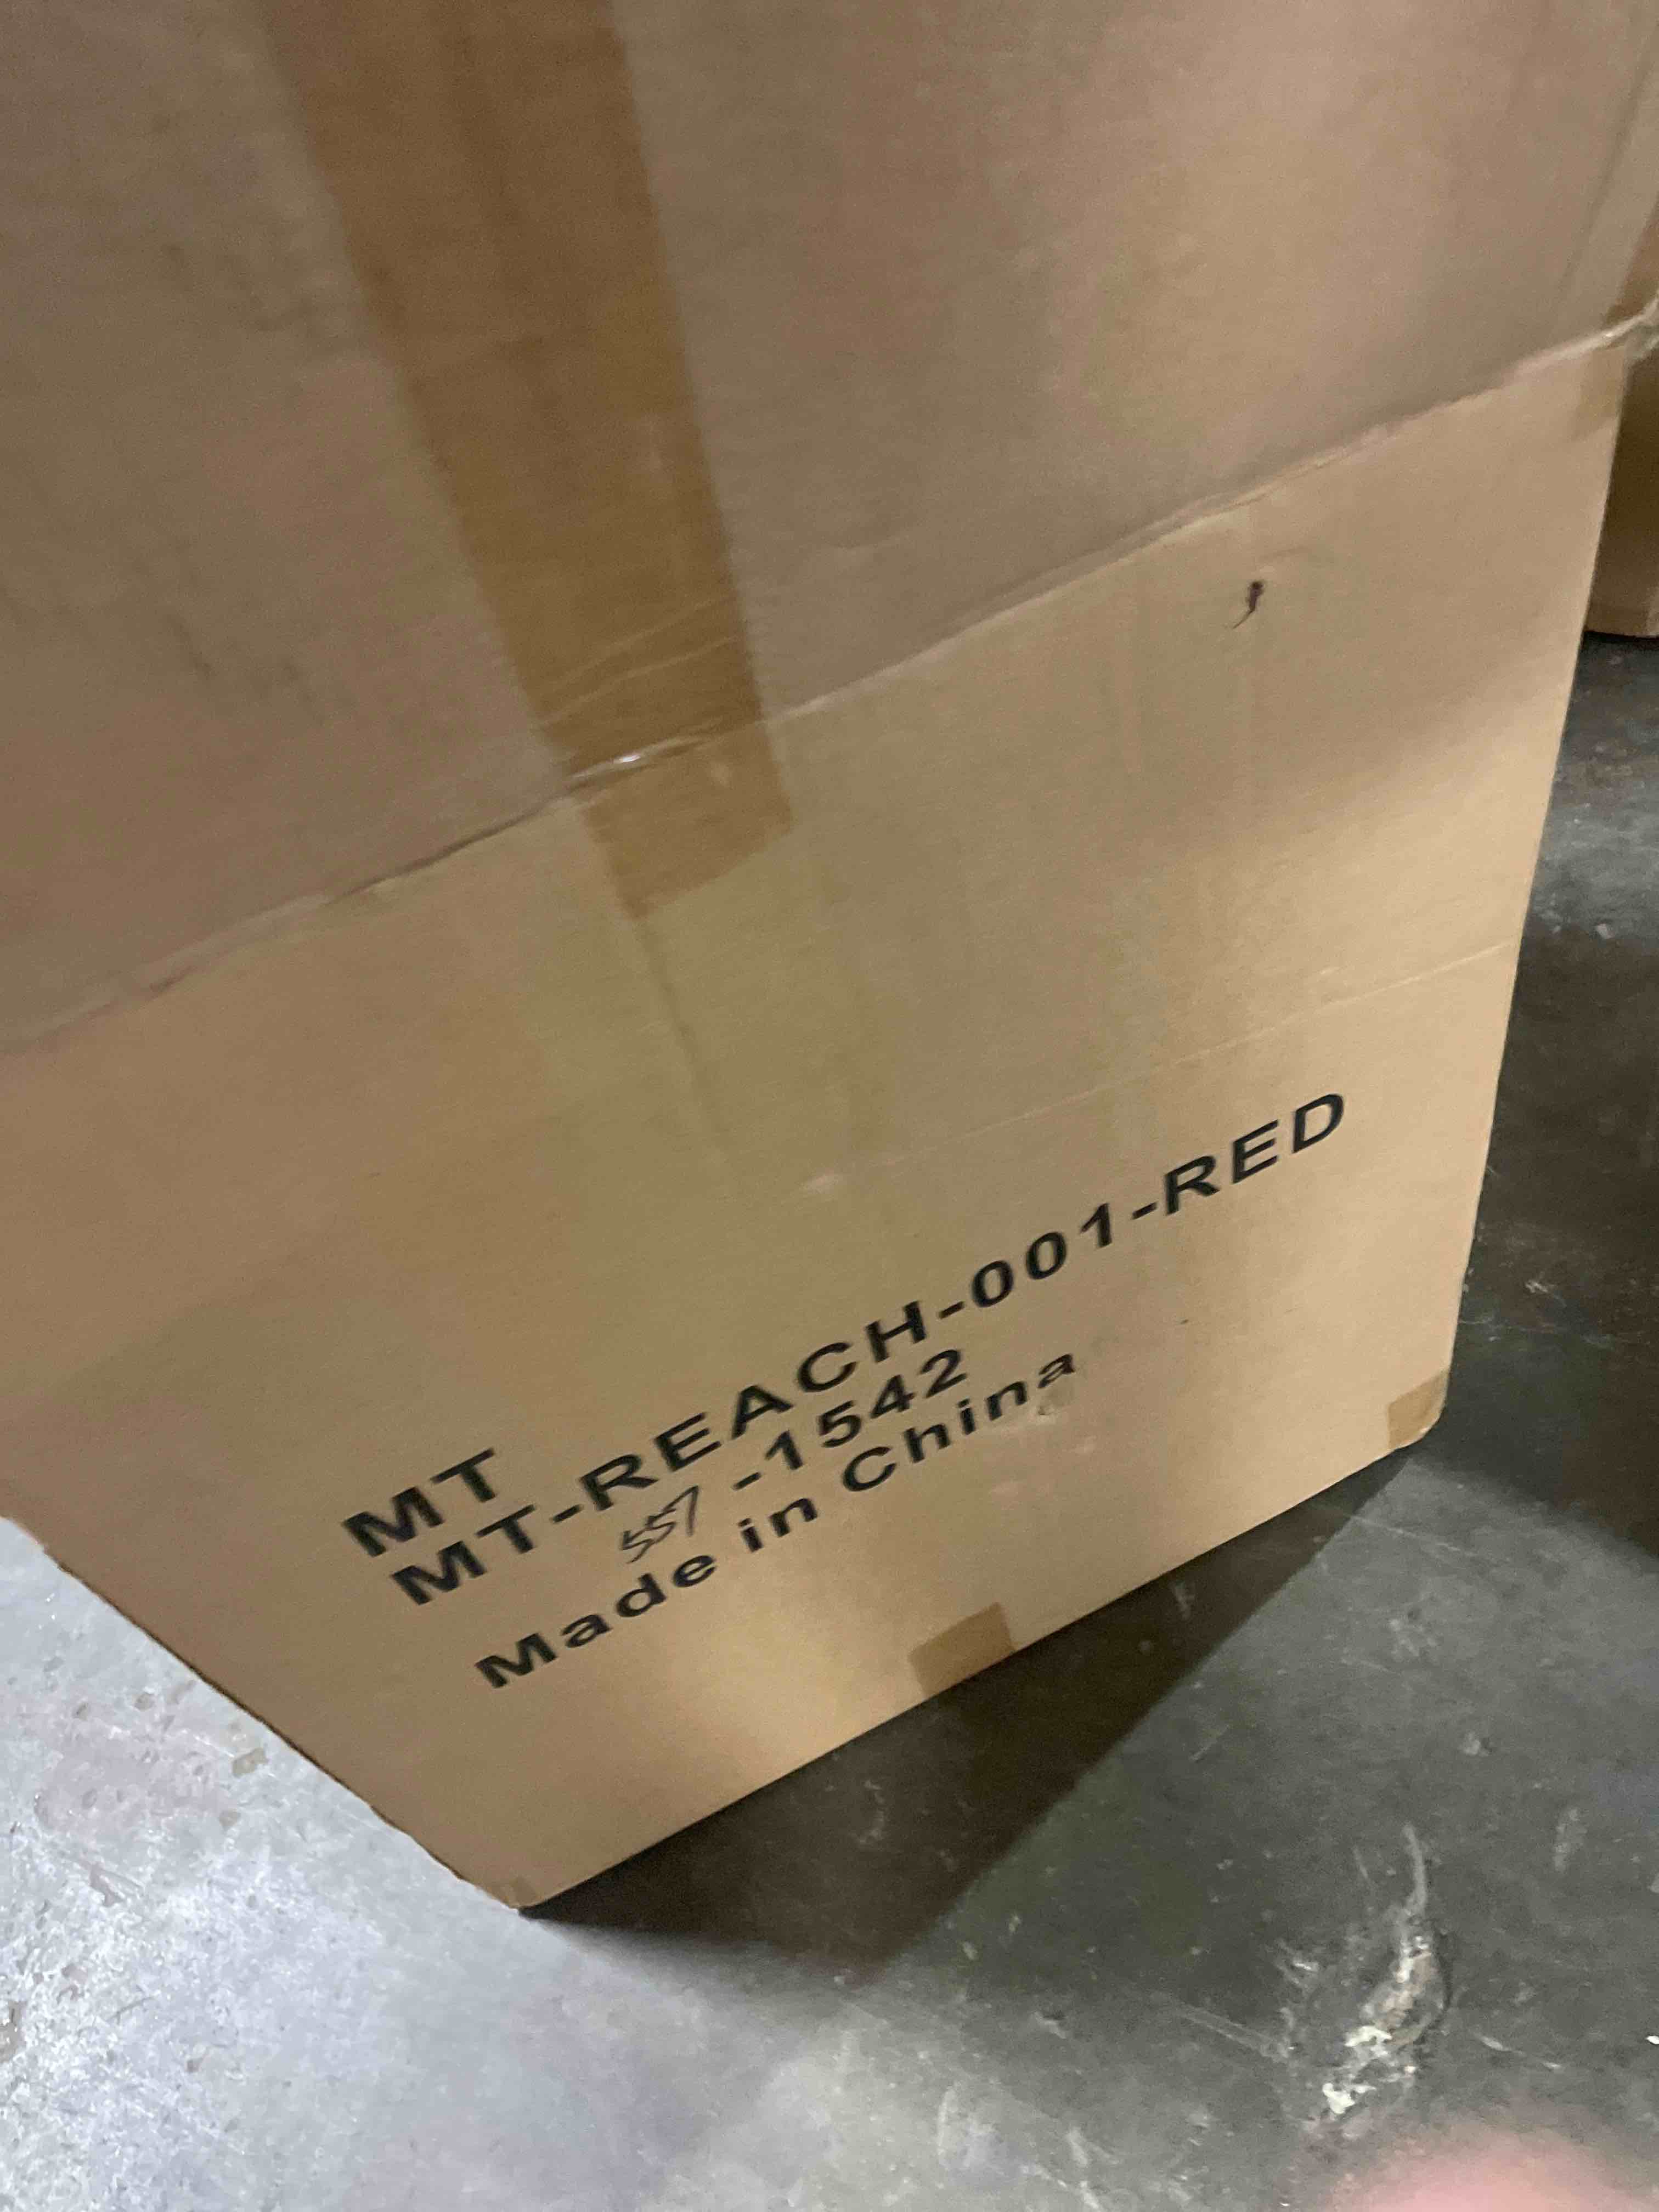 MT
MT-REACH-001-RED
557 -1542
Made in China